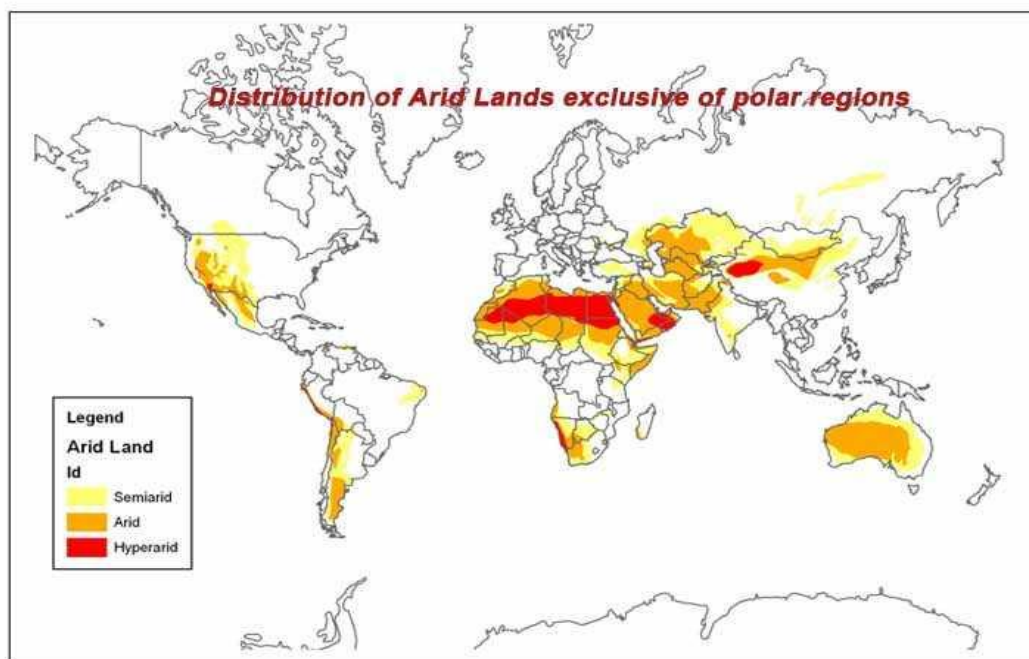 Distribution of Arid Lands exclusive of polar regions
Legend
Arid Land
Id
Semiarid
Arid
Hyperarid